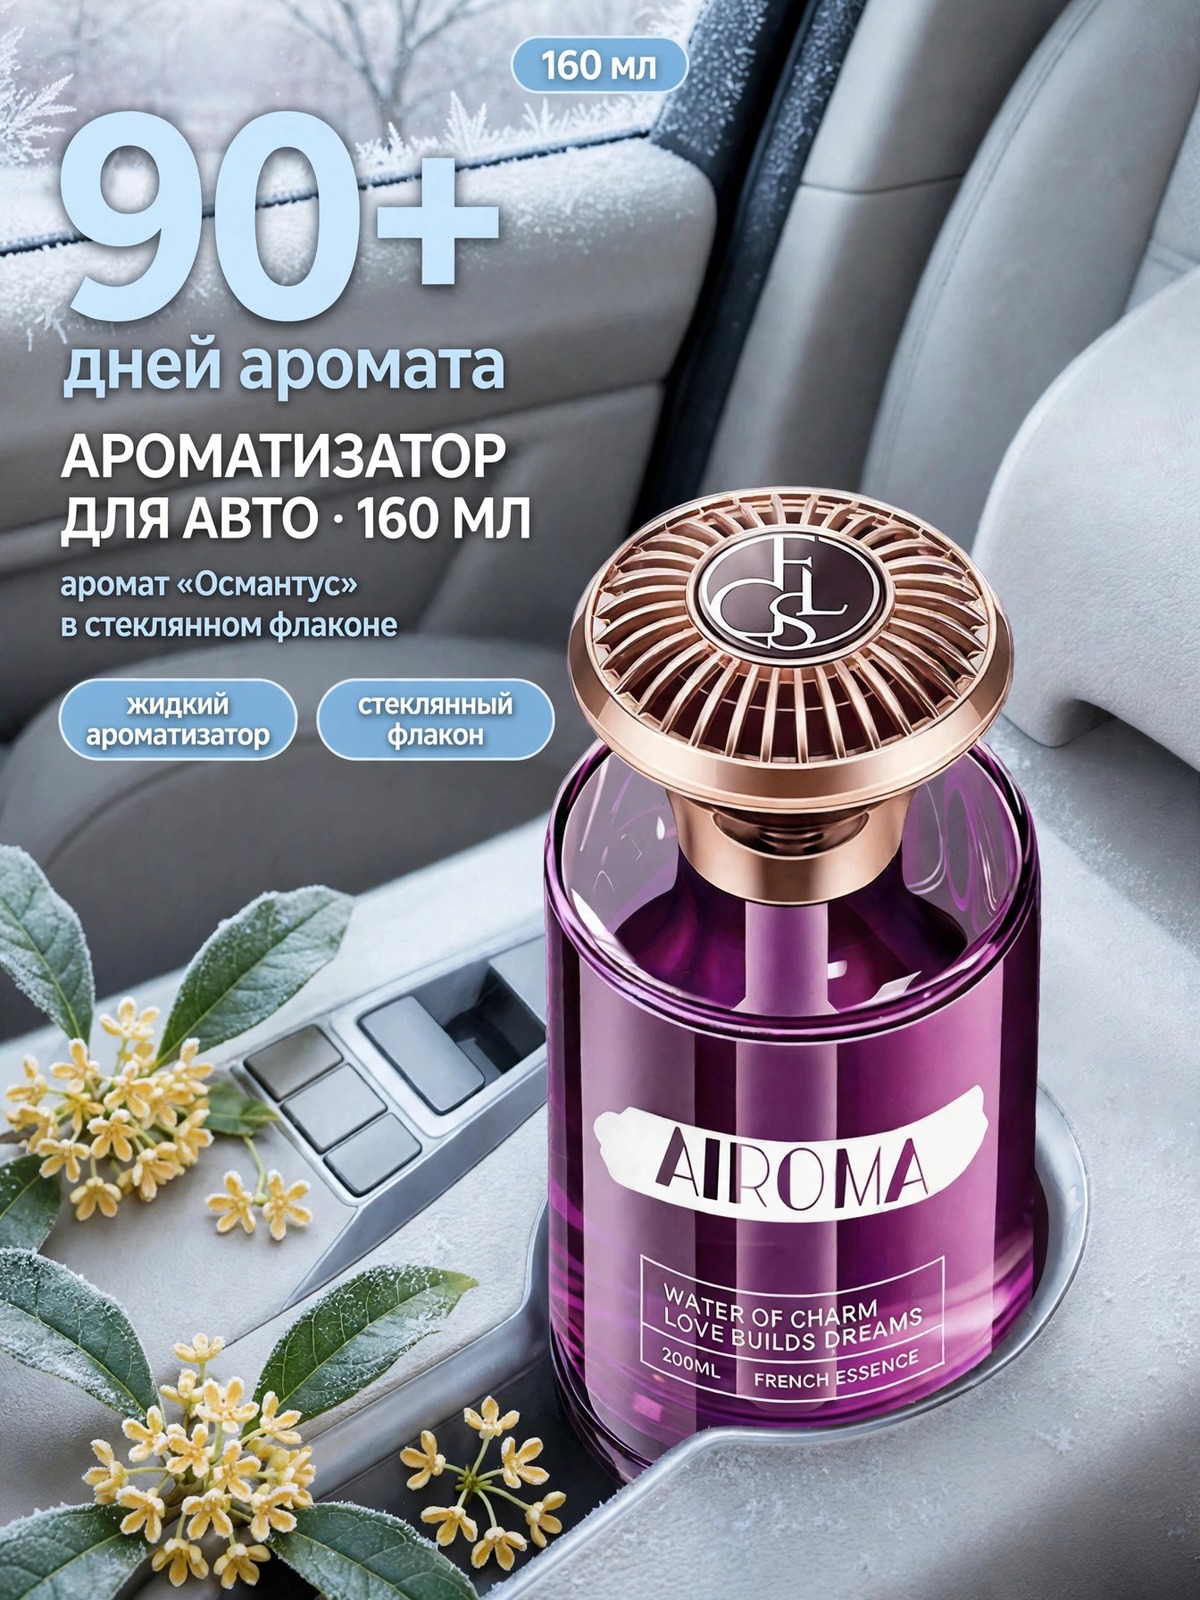 160 мл
90+
дней аромата
АРОМАТИЗАТОР
ДЛЯ АВТО · 160 МЛ
аромат «Османтус»
в стеклянном флаконе
жидкий
ароматизатор
стеклянный
флакон
AIROMA
WATER OF CHARM
LOVE BUILDS DREAMS
200ML FRENCH ESSENCE